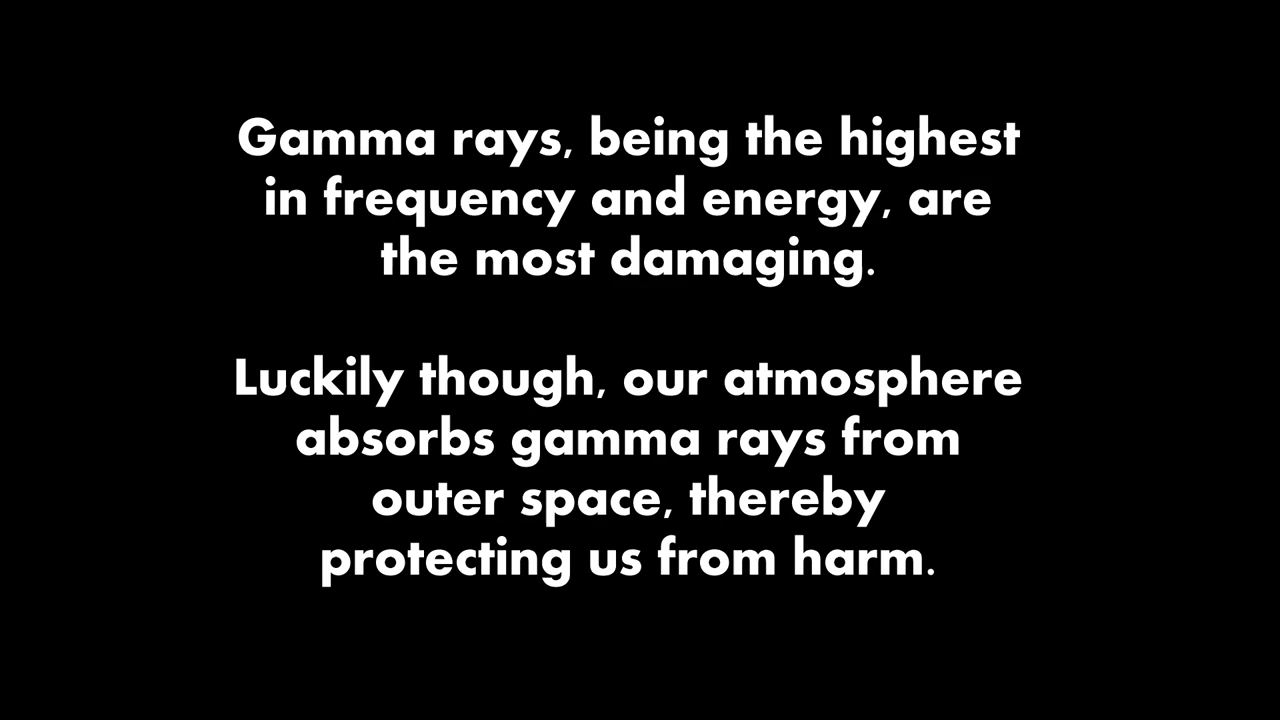 Gamma rays, being the highest
in frequency and energy, are
the most damaging.
Luckily though, our atmosphere
absorbs gamma rays from
outer space, thereby
protecting us from harm.